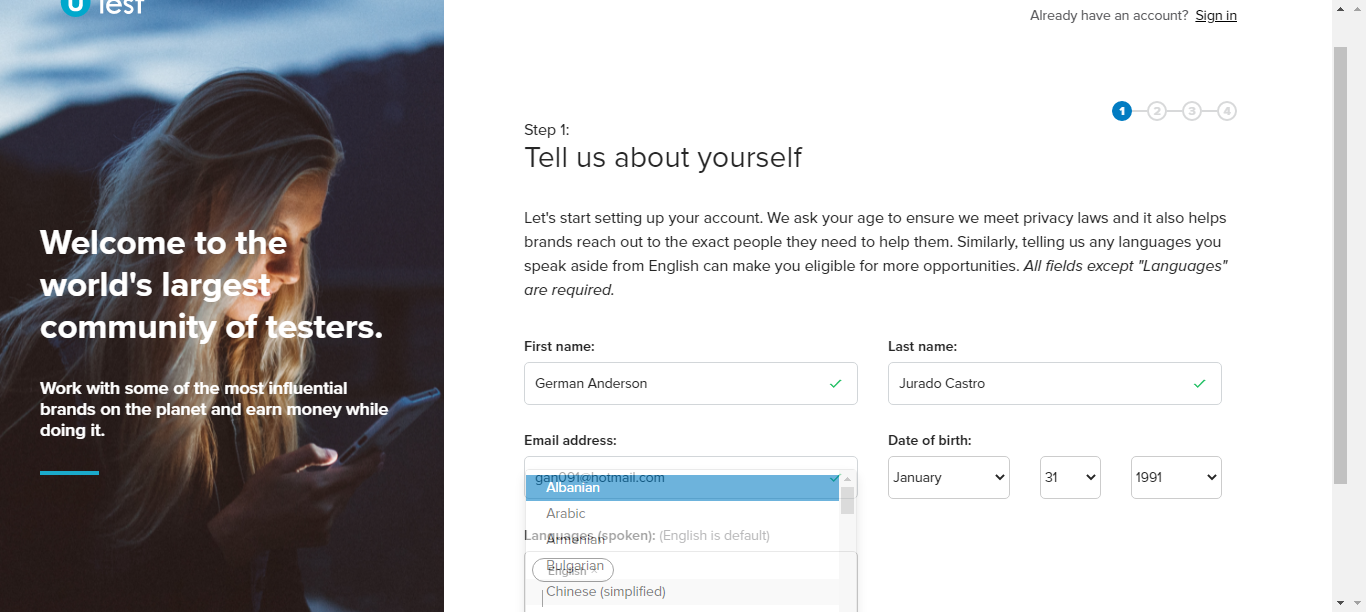 Test
Already have an account? Sign in
1 2 3 4
Step 1:
Tell us about yourself
Let's start setting up your account. We ask your age to ensure we meet privacy laws and it also helps
brands reach out to the exact people they need to help them. Similarly, telling us any languages you
speak aside from English can make you eligible for more opportunities. All fields except "Languages"
are required.
Welcome to the
world's largest
community of testers.
Work with some of the most influential
brands on the planet and earn money while
doing it.
First name: Last name:
German Anderson Jurado Castro
Email address: Date of birth:
gan091@hotmail.com January 31 1991
Albanian
Arabic
Languages (spoken): (English is default)
Armenian
Bulgarian
English ×
Chinese (simplified)